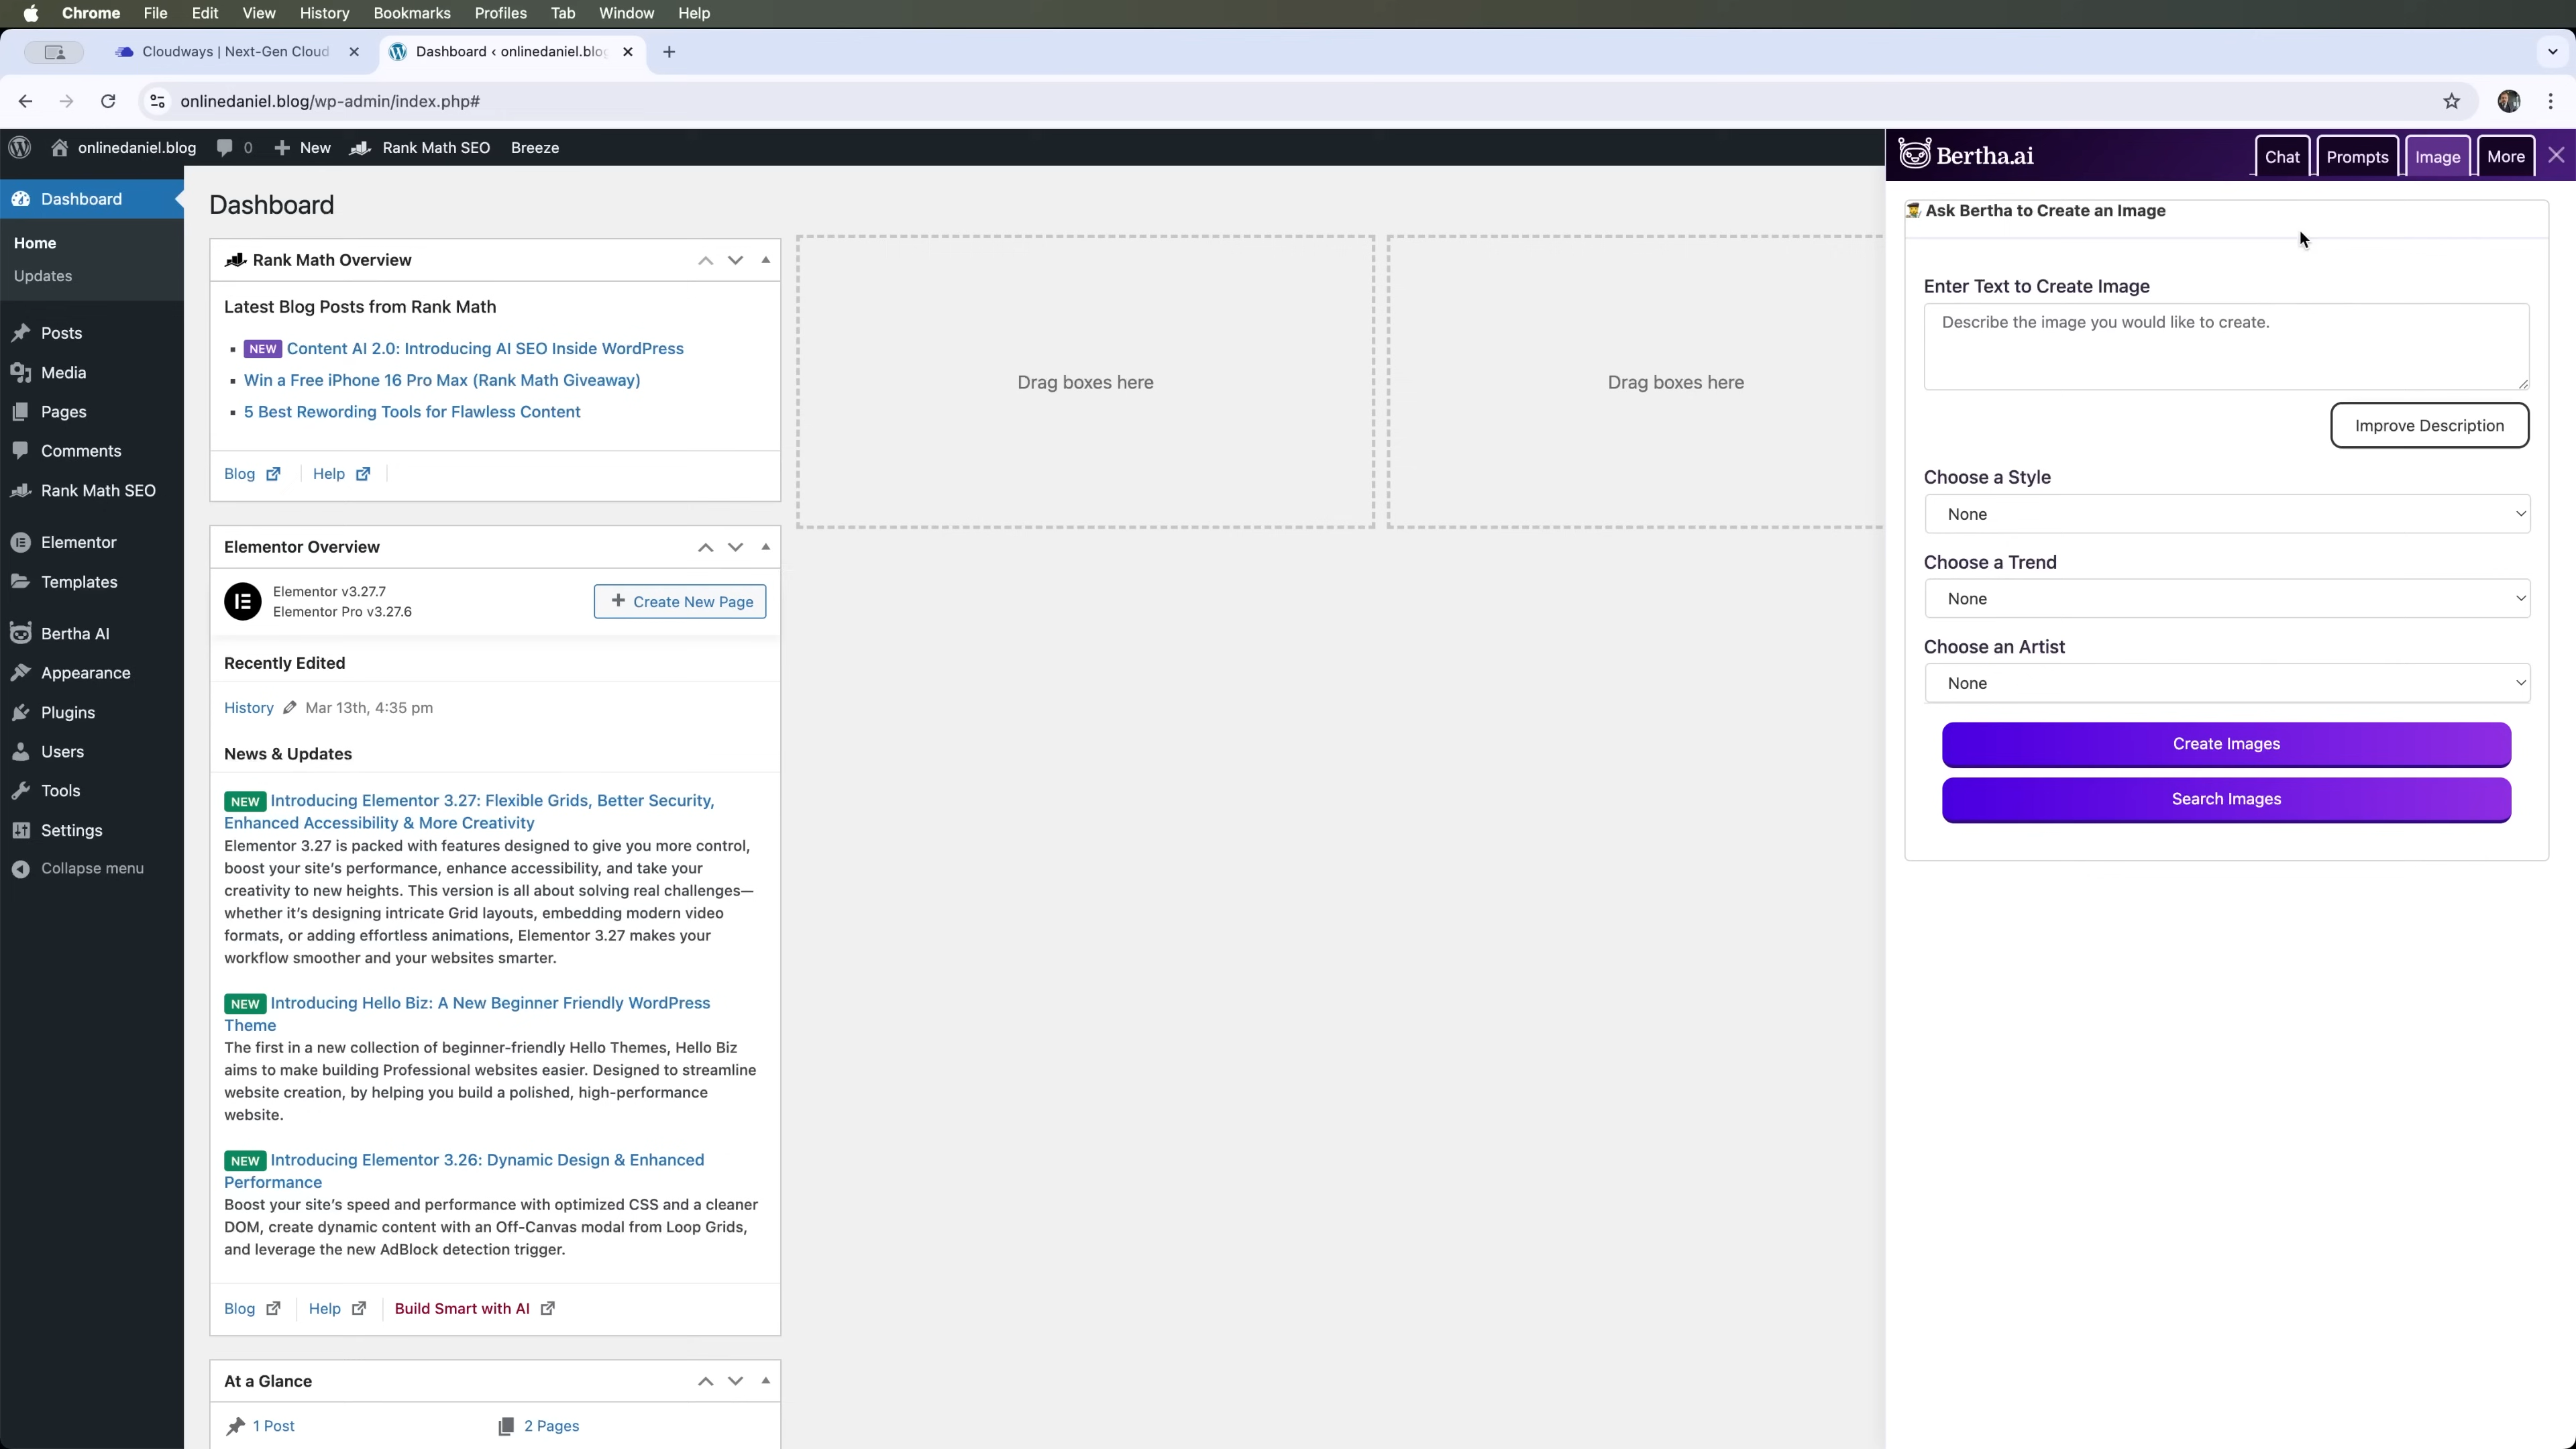 Chrome File Edit View History Bookmarks Profiles Tab Window Help
Cloudways | Next-Gen Cloud
Dashboard ‹ onlinedaniel.blog
onlinedaniel.blog/wp-admin/index.php#
onlinedaniel.blog 0 New Rank Math SEO Breeze
Dashboard
Home
Updates
Posts
Media
Pages
Comments
Rank Math SEO
Elementor
Templates
Bertha AI
Appearance
Plugins
Users
Tools
Settings
Collapse menu
Dashboard
Rank Math Overview
Latest Blog Posts from Rank Math
NEW Content AI 2.0: Introducing AI SEO Inside WordPress
Win a Free iPhone 16 Pro Max (Rank Math Giveaway)
5 Best Rewording Tools for Flawless Content
Blog Help
Elementor Overview
Elementor v3.27.7
Elementor Pro v3.27.6
Create New Page
Recently Edited
History Mar 13th, 4:35 pm
News & Updates
NEW Introducing Elementor 3.27: Flexible Grids, Better Security,
Enhanced Accessibility & More Creativity
Elementor 3.27 is packed with features designed to give you more control,
boost your site's performance, enhance accessibility, and take your
creativity to new heights. This version is all about solving real challenges—
whether it's designing intricate Grid layouts, embedding modern video
formats, or adding effortless animations, Elementor 3.27 makes your
workflow smoother and your websites smarter.
NEW Introducing Hello Biz: A New Beginner Friendly WordPress
Theme
The first in a new collection of beginner-friendly Hello Themes, Hello Biz
aims to make building Professional websites easier. Designed to streamline
website creation, by helping you build a polished, high-performance
website.
NEW Introducing Elementor 3.26: Dynamic Design & Enhanced
Performance
Boost your site's speed and performance with optimized CSS and a cleaner
DOM, create dynamic content with an Off-Canvas modal from Loop Grids,
and leverage the new AdBlock detection trigger.
Blog Help Build Smart with AI
At a Glance
1 Post 2 Pages
Drag boxes here
Drag boxes here
Bertha.ai Chat Prompts Image More
Ask Bertha to Create an Image
Enter Text to Create Image
Describe the image you would like to create.
Improve Description
Choose a Style
None
Choose a Trend
None
Choose an Artist
None
Create Images
Search Images